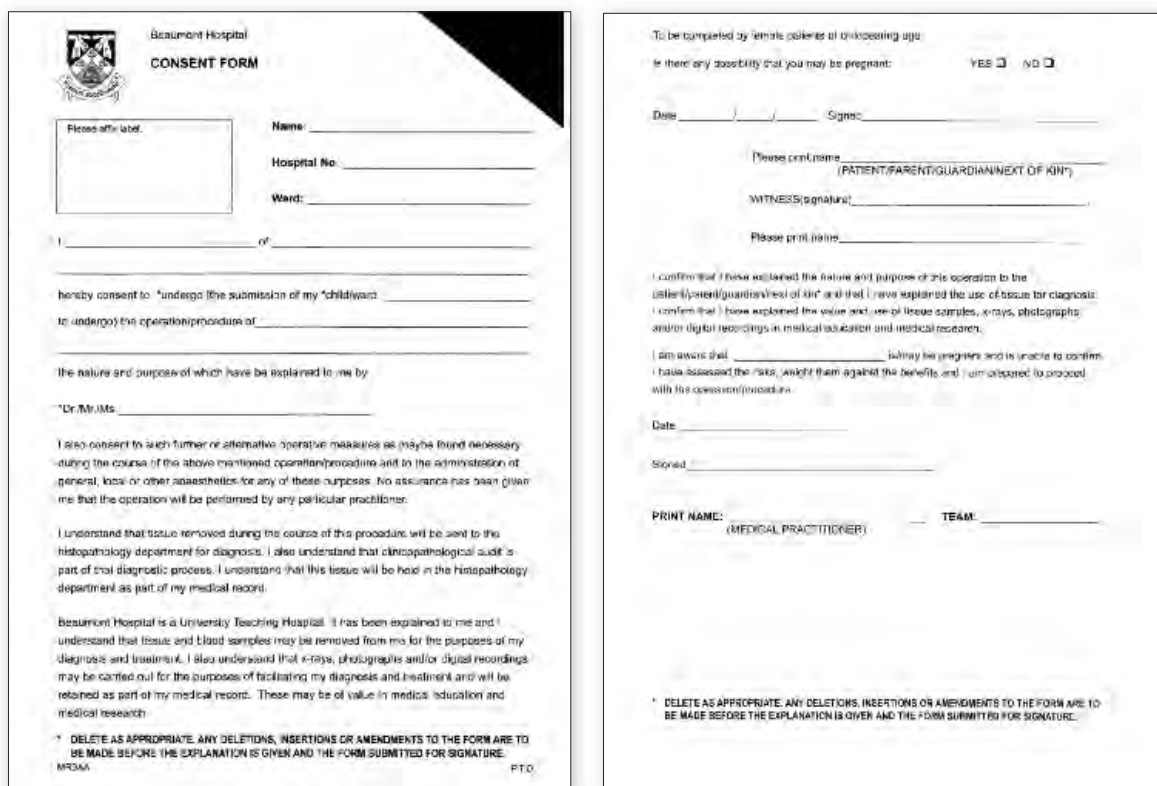 Beaumont Hospital
CONSENT FORM
Please affix label.
Name:
Hospital No.
Ward:
I of
hereby consent to *undergo (the submission of my *child/ward
to undergo) the operation/procedure of
the nature and purpose of which have be explained to me by
*Dr./Mr./Ms.
I also consent to such further or alternative operative measures as maybe found necessary
during the course of the above mentioned operation/procedure and to the administration of
general, local or other anaesthetics for any of these purposes. No assurance has been given
me that the operation will be performed by any particular practitioner.
I understand that tissue removed during the course of this procedure will be sent to the
histopathology department for diagnosis. I also understand that clinicopathological audit is
part of that diagnostic process. I understand that this tissue will be held in the histopathology
department as part of my medical record.
Beaumont Hospital is a University Teaching Hospital. It has been explained to me and I
understand that tissue and blood samples may be removed from me for the purposes of my
diagnosis and treatment. I also understand that x-rays, photographs and/or digital recordings
may be carried out for the purposes of facilitating my diagnosis and treatment and will be
retained as part of my medical record. These may be of value in medical education and
medical research
* DELETE AS APPROPRIATE. ANY DELETIONS, INSERTIONS OR AMENDMENTS TO THE FORM ARE TO
BE MADE BEFORE THE EXPLANATION IS GIVEN AND THE FORM SUBMITTED FOR SIGNATURE.
MR3AA P.T.O
To be completed by female patients of childbearing age
Is there any possibility that you may be pregnant: YES NO
Date / / Signed
Please print name
(PATIENT/PARENT/GUARDIAN/NEXT OF KIN*)
WITNESS(signature)
Please print name
I confirm that I have explained the nature and purpose of this operation to the
patient/parent/guardian/next of kin* and that I have explained the use of tissue for diagnosis.
I confirm that I have explained the value and use of tissue samples, x-rays, photographs
and/or digital recordings in medical education and medical research.
I am aware that is/may be pregnant and is unable to confirm.
I have assessed the risks, weight them against the benefits and I am prepared to proceed
with the operation/procedure.
Date
Signed
PRINT NAME: TEAM:
(MEDICAL PRACTITIONER)
* DELETE AS APPROPRIATE. ANY DELETIONS, INSERTIONS OR AMENDMENTS TO THE FORM ARE TO
BE MADE BEFORE THE EXPLANATION IS GIVEN AND THE FORM SUBMITTED FOR SIGNATURE.